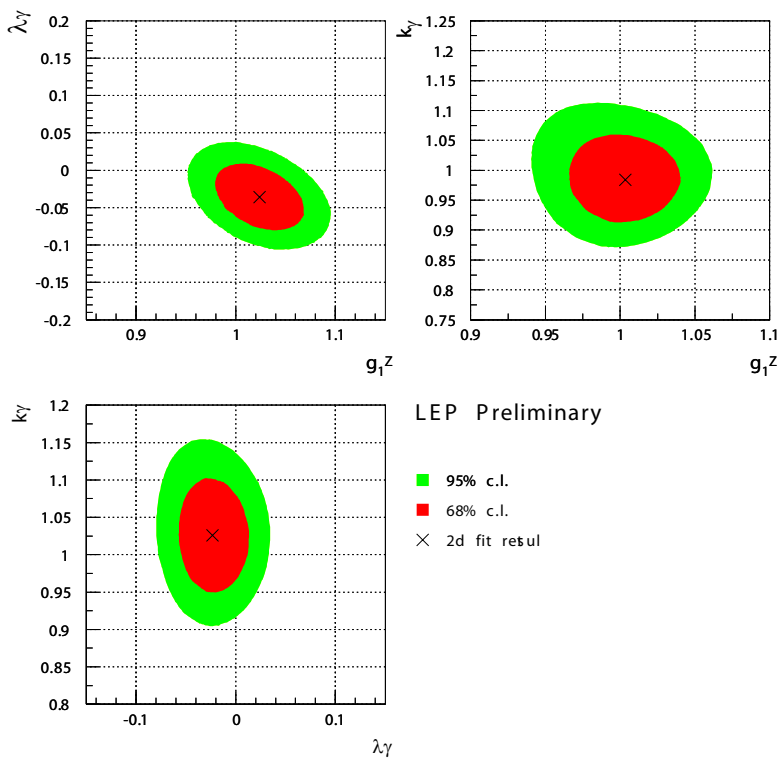 λγ
0.2
0.15
0.1
0.05
0
-0.05
-0.1
-0.15
-0.2
0.9 1 1.1
g₁ᶻ
kγ
1.25
1.2
1.15
1.1
1.05
1
0.95
0.9
0.85
0.8
0.75
0.9 0.95 1 1.05 1.1
g₁ᶻ
kγ
1.2
1.15
1.1
1.05
1
0.95
0.9
0.85
0.8
-0.1 0 0.1
λγ
LEP Preliminary
95% c.l.
68% c.l.
2d fit retsul